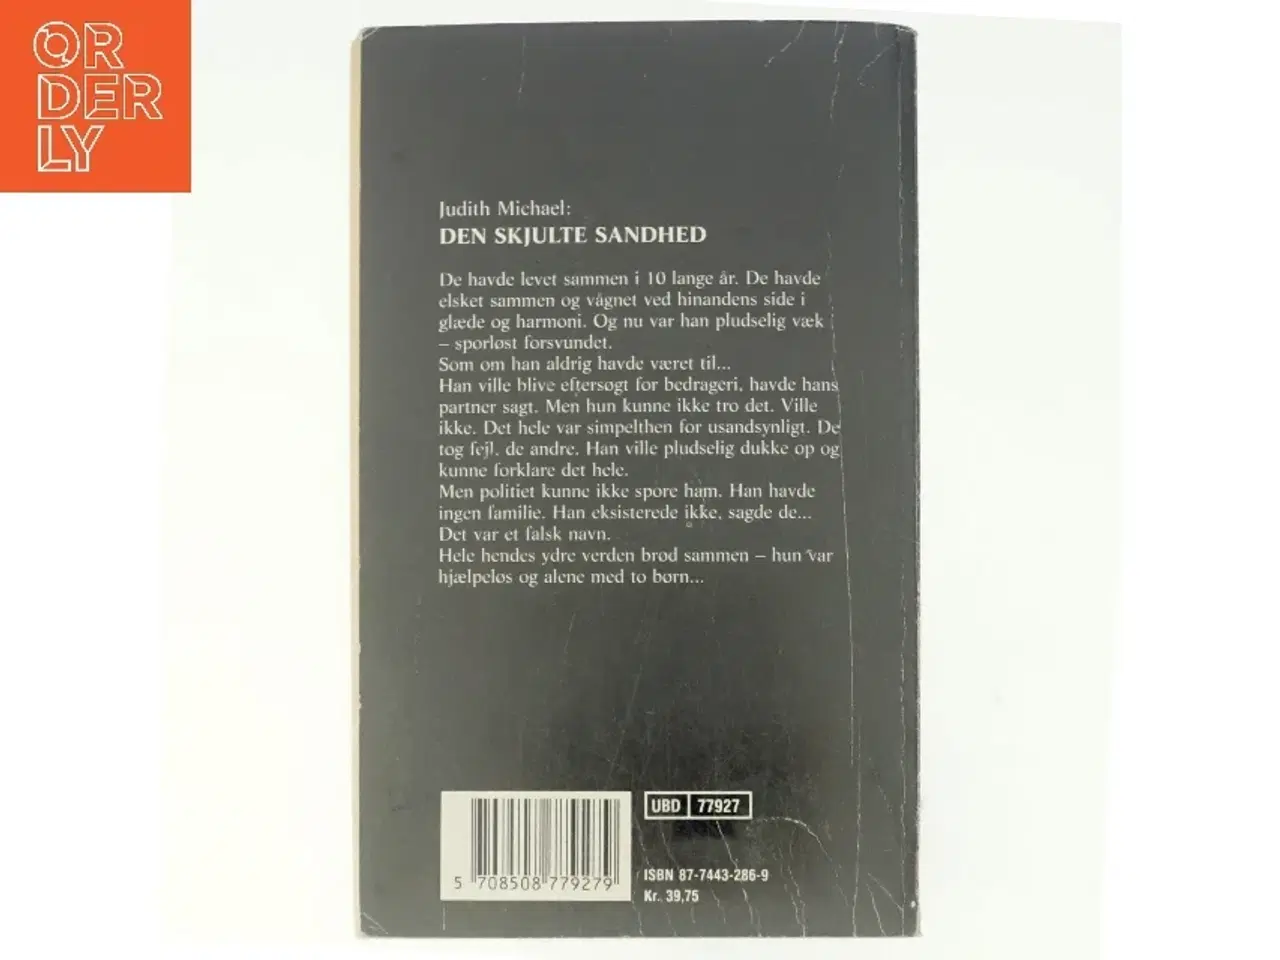 OR
DER
LY
Judith Michael:
DEN SKJULTE SANDHED
De havde levet sammen i 10 lange år. De havde
elsket sammen og vågnet ved hinandens side i
glæde og harmoni. Og nu var han pludselig væk
– sporløst forsvundet.
Som om han aldrig havde været til...
Han ville blive eftersøgt for bedrageri, havde hans
partner sagt. Men hun kunne ikke tro det. Ville
ikke. Det hele var simpelthen for usandsynligt. De
tog fejl, de andre. Han ville pludselig dukke op og
kunne forklare det hele.
Men politiet kunne ikke spore ham. Han havde
ingen familie. Han eksisterede ikke, sagde de...
Det var et falsk navn.
Hele hendes ydre verden brød sammen – hun var
hjælpeløs og alene med to børn...
UBD 77927
5 708508 779279
ISBN 87-7443-286-9
Kr. 39,75